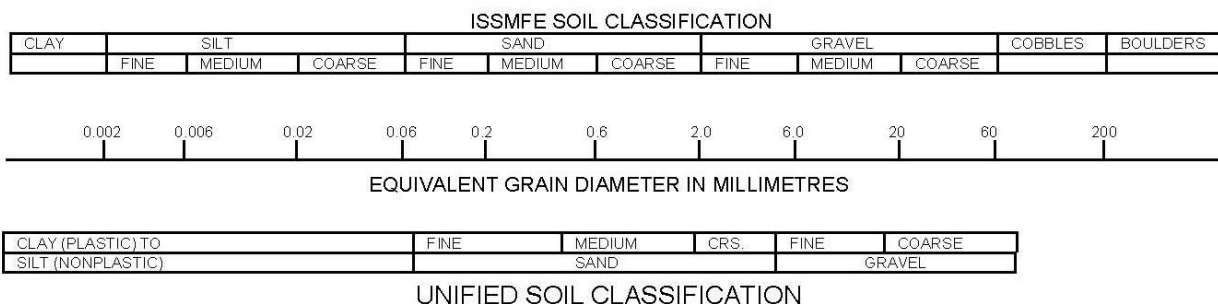 ISSMFE SOIL CLASSIFICATION
CLAY SILT SAND GRAVEL COBBLES BOULDERS
FINE MEDIUM COARSE FINE MEDIUM COARSE FINE MEDIUM COARSE
0.002 0.006 0.02 0.06 0.2 0.6 2.0 6.0 20 60 200
EQUIVALENT GRAIN DIAMETER IN MILLIMETRES
CLAY (PLASTIC) TO FINE MEDIUM CRS. FINE COARSE
SILT (NONPLASTIC) SAND GRAVEL
UNIFIED SOIL CLASSIFICATION